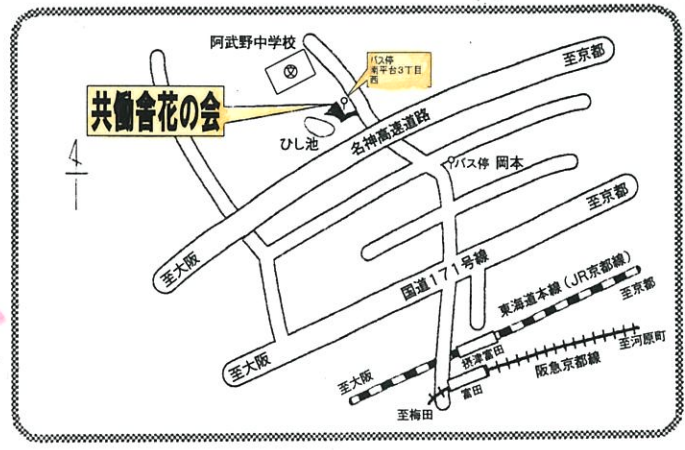 阿武野中学校
バス停
南平台3丁目
西
至京都
共働舎花の会
ひし池
名神高速道路
バス停 岡本
至京都
至大阪
国道171号線
東海道本線(JR京都線)
至京都
摂津富田
至河原町
至大阪
至大阪
阪急京都線
富田
至梅田